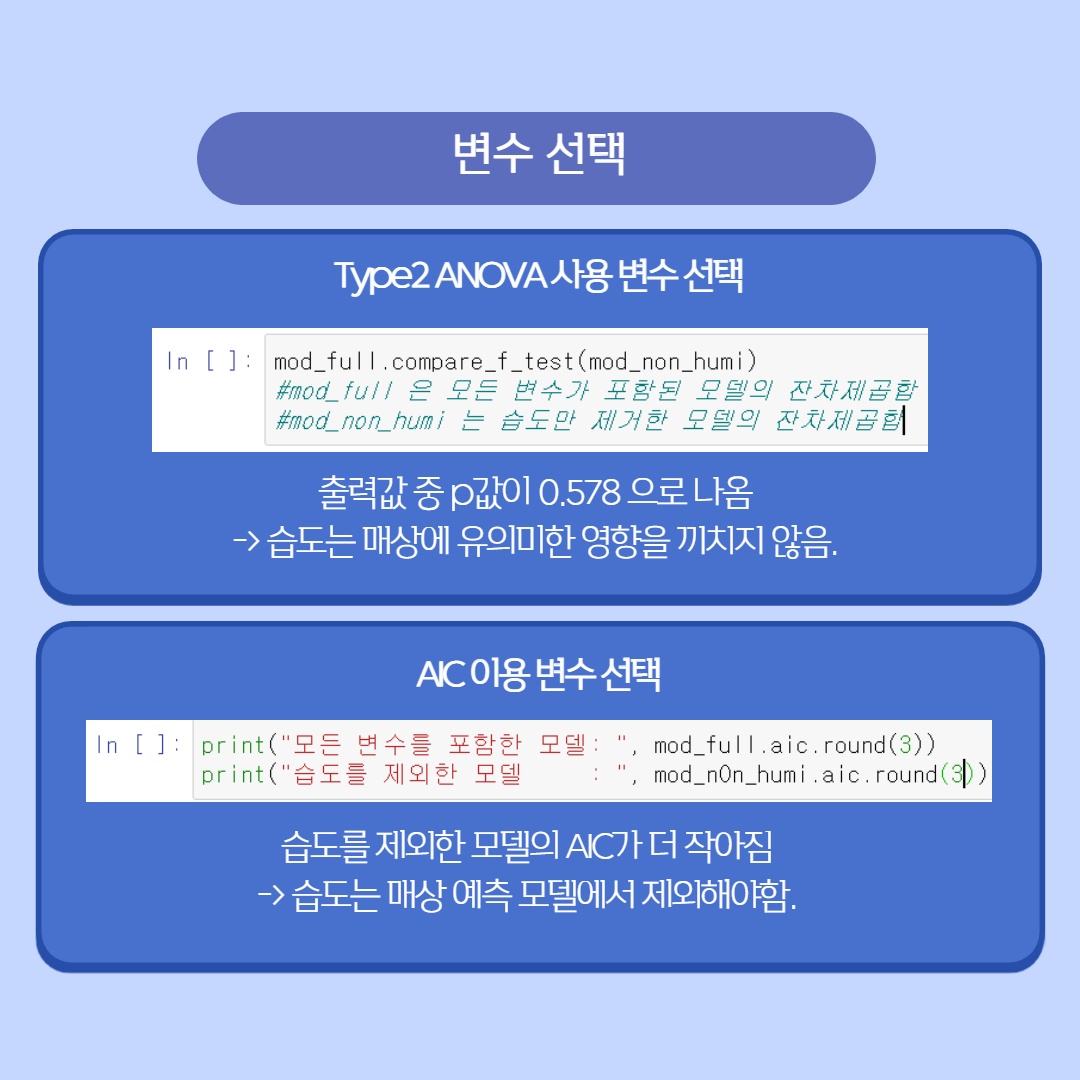 변수 선택
Type2 ANOVA 사용 변수 선택
In [ ]: mod_full.compare_f_test(mod_non_humi)
#mod_full 은 모든 변수가 포함된 모델의 잔차제곱합
#mod_non_humi 는 습도만 제거한 모델의 잔차제곱합
출력값 중 p값이 0.578 으로 나옴
-> 습도는 매상에 유의미한 영향을 끼치지 않음.
AIC 이용 변수 선택
In [ ]: print("모든 변수를 포함한 모델: ", mod_full.aic.round(3))
print("습도를 제외한 모델     : ", mod_n0n_humi.aic.round(3))
습도를 제외한 모델의 AIC가 더 작아짐
-> 습도는 매상 예측 모델에서 제외해야함.